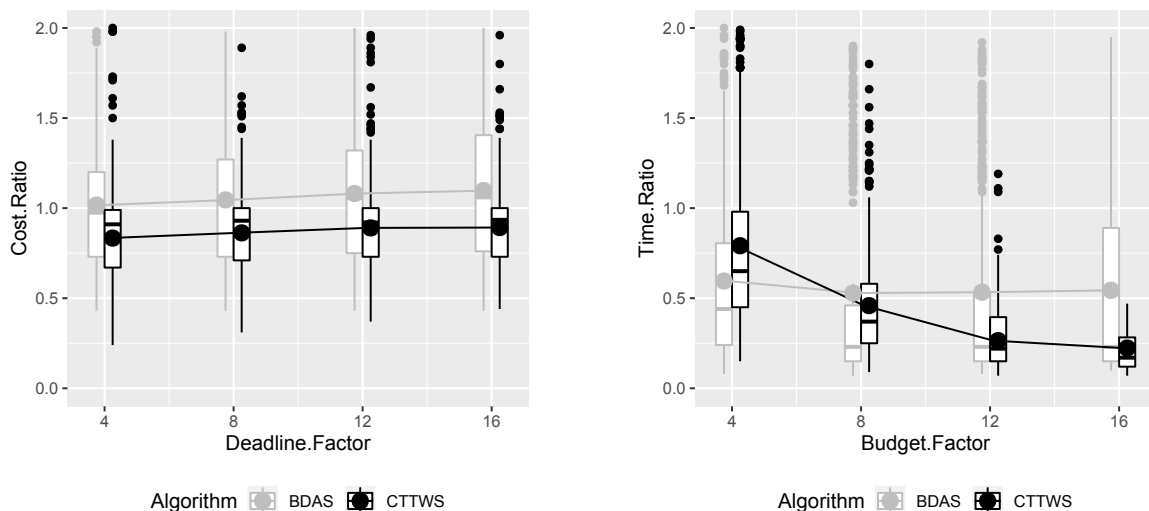 2.0
1.5
1.0
0.5
0.0
Cost.Ratio
4 8 12 16
Deadline.Factor
Algorithm BDAS CTTWS
2.0
1.5
1.0
0.5
0.0
Time.Ratio
4 8 12 16
Budget.Factor
Algorithm BDAS CTTWS